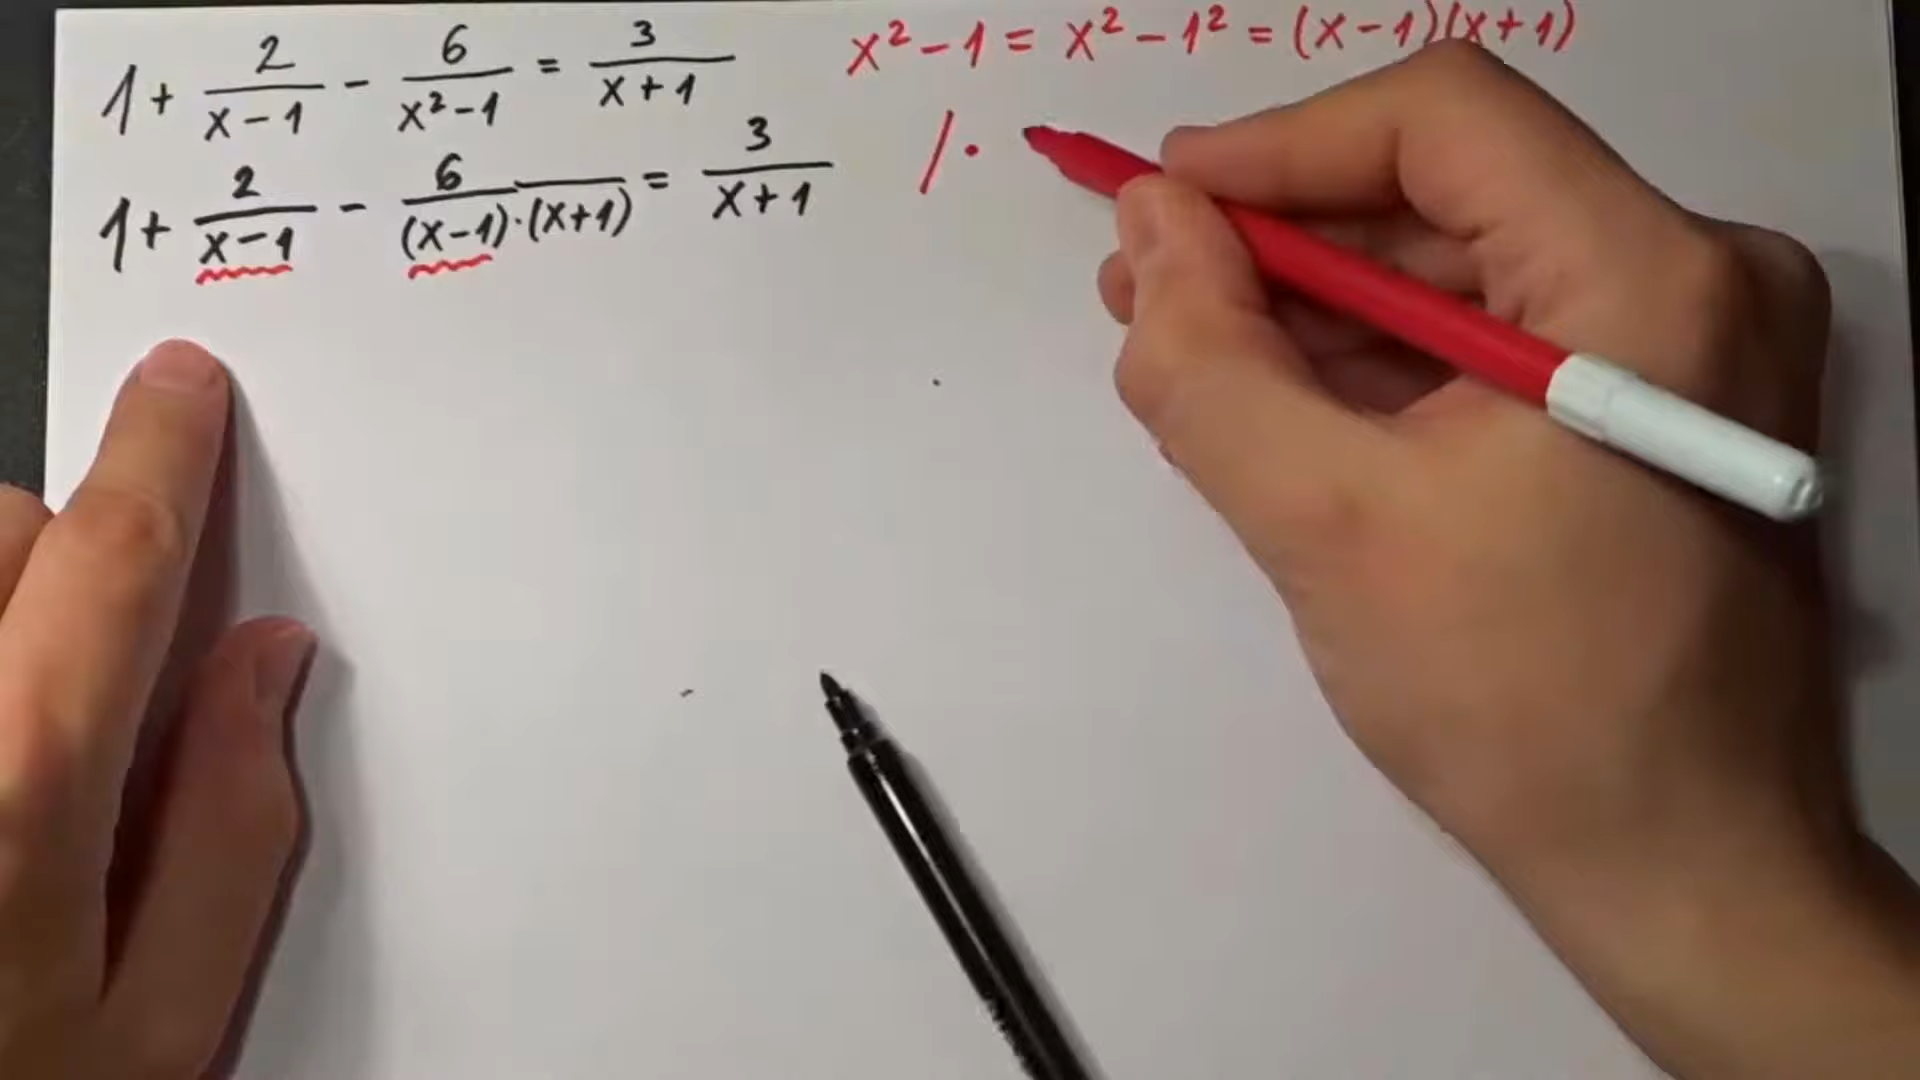 1 + 2/(x-1) - 6/(x²-1) = 3/(x+1)
x²-1 = x²-1² = (x-1)(x+1)
1 + 2/(x-1) - 6/((x-1)·(x+1)) = 3/(x+1) /·